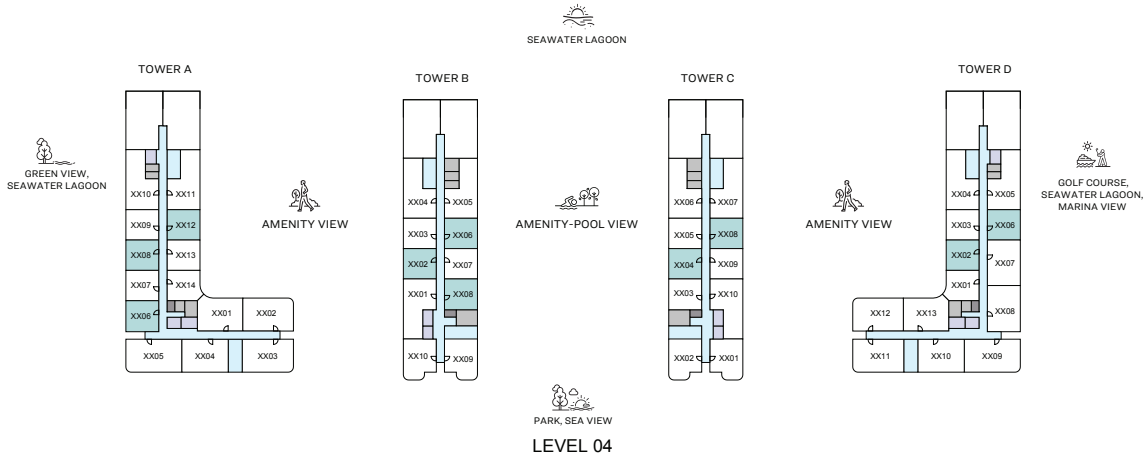 SEAWATER LAGOON
TOWER A
TOWER B
TOWER C
TOWER D
GREEN VIEW,
SEAWATER LAGOON
AMENITY VIEW
AMENITY-POOL VIEW
AMENITY VIEW
GOLF COURSE,
SEAWATER LAGOON,
MARINA VIEW
XX10 XX11
XX09 XX12
XX08 XX13
XX07 XX14
XX06 XX01 XX02
XX05 XX04 XX03
XX04 XX05
XX03 XX06
XX02 XX07
XX01 XX08
XX10 XX09
XX06 XX07
XX05 XX08
XX04 XX09
XX03 XX10
XX02 XX01
XX04 XX05
XX03 XX06
XX02 XX07
XX01
XX12 XX13 XX08
XX11 XX10 XX09
PARK, SEA VIEW
LEVEL 04